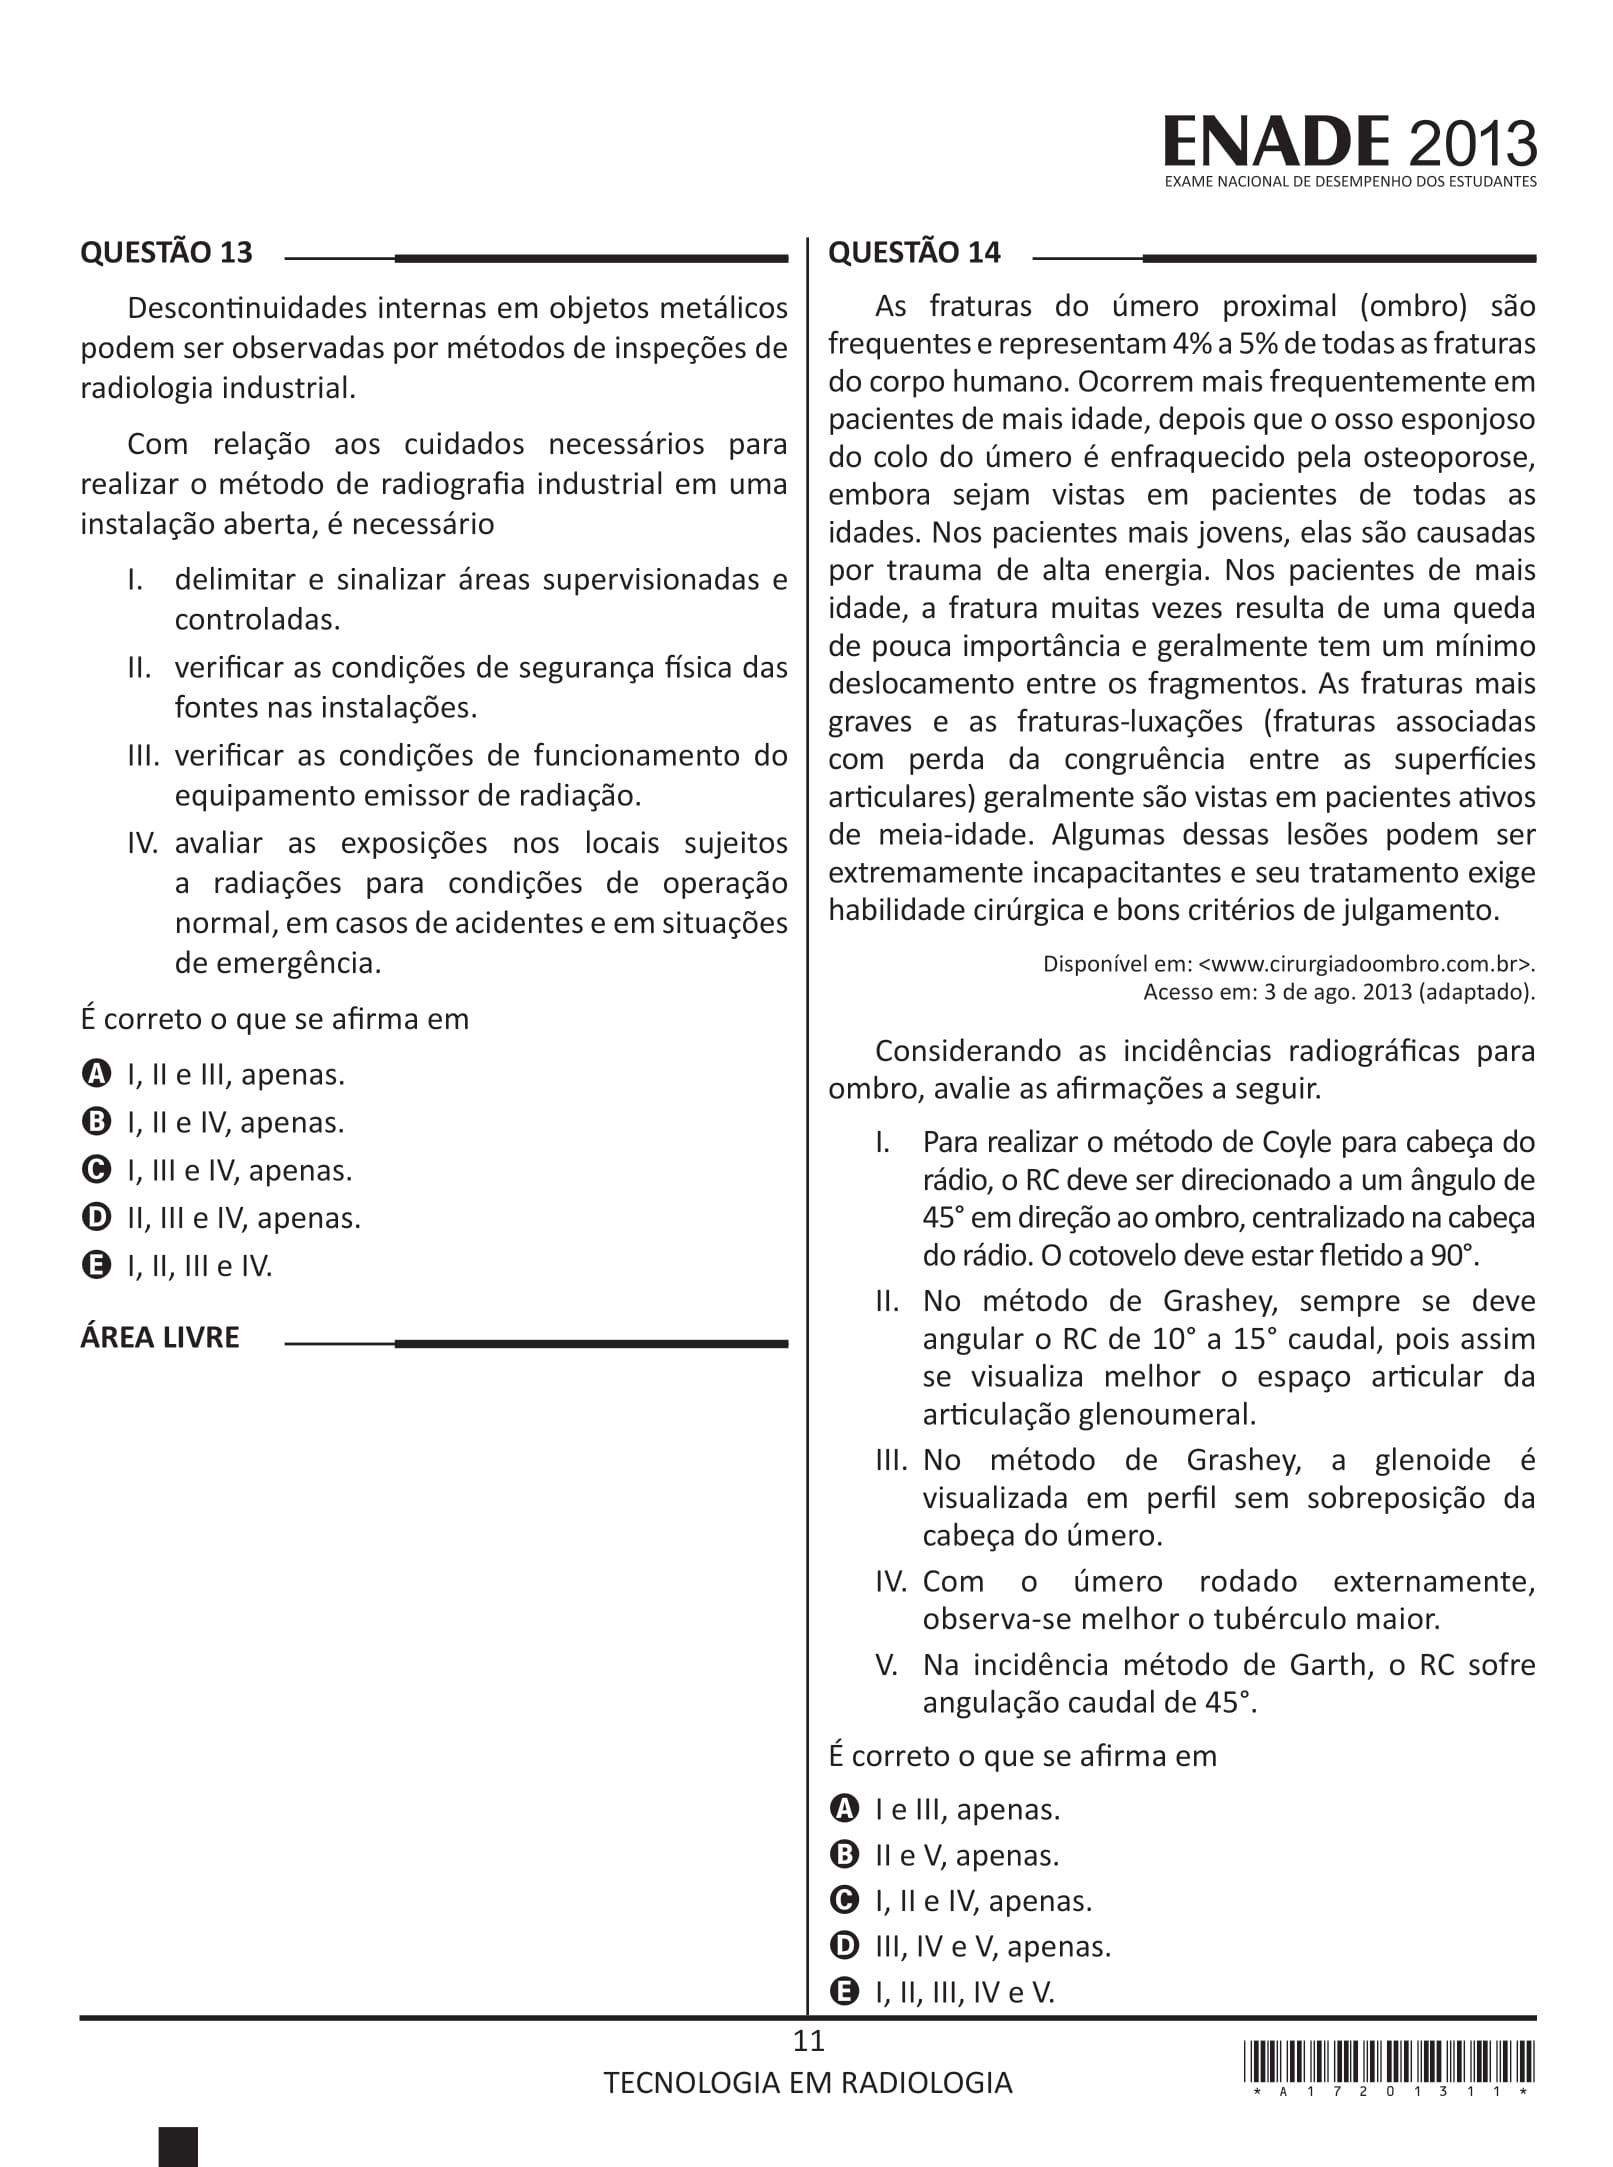 ENADE 2013
EXAME NACIONAL DE DESEMPENHO DOS ESTUDANTES
QUESTÃO 13
Descontinuidades internas em objetos metálicos
podem ser observadas por métodos de inspeções de
radiologia industrial.
Com relação aos cuidados necessários para
realizar o método de radiografia industrial em uma
instalação aberta, é necessário
I. delimitar e sinalizar áreas supervisionadas e
controladas.
II. verificar as condições de segurança física das
fontes nas instalações.
III. verificar as condições de funcionamento do
equipamento emissor de radiação.
IV. avaliar as exposições nos locais sujeitos
a radiações para condições de operação
normal, em casos de acidentes e em situações
de emergência.
É correto o que se afirma em
A I, II e III, apenas.
B I, II e IV, apenas.
C I, III e IV, apenas.
D II, III e IV, apenas.
E I, II, III e IV.
ÁREA LIVRE
QUESTÃO 14
As fraturas do úmero proximal (ombro) são
frequentes e representam 4% a 5% de todas as fraturas
do corpo humano. Ocorrem mais frequentemente em
pacientes de mais idade, depois que o osso esponjoso
do colo do úmero é enfraquecido pela osteoporose,
embora sejam vistas em pacientes de todas as
idades. Nos pacientes mais jovens, elas são causadas
por trauma de alta energia. Nos pacientes de mais
idade, a fratura muitas vezes resulta de uma queda
de pouca importância e geralmente tem um mínimo
deslocamento entre os fragmentos. As fraturas mais
graves e as fraturas-luxações (fraturas associadas
com perda da congruência entre as superfícies
articulares) geralmente são vistas em pacientes ativos
de meia-idade. Algumas dessas lesões podem ser
extremamente incapacitantes e seu tratamento exige
habilidade cirúrgica e bons critérios de julgamento.
Disponível em: <www.cirurgiadoombro.com.br>.
Acesso em: 3 de ago. 2013 (adaptado).
Considerando as incidências radiográficas para
ombro, avalie as afirmações a seguir.
I. Para realizar o método de Coyle para cabeça do
rádio, o RC deve ser direcionado a um ângulo de
45° em direção ao ombro, centralizado na cabeça
do rádio. O cotovelo deve estar fletido a 90°.
II. No método de Grashey, sempre se deve
angular o RC de 10° a 15° caudal, pois assim
se visualiza melhor o espaço articular da
articulação glenoumeral.
III. No método de Grashey, a glenoide é
visualizada em perfil sem sobreposição da
cabeça do úmero.
IV. Com o úmero rodado externamente,
observa-se melhor o tubérculo maior.
V. Na incidência método de Garth, o RC sofre
angulação caudal de 45°.
É correto o que se afirma em
A I e III, apenas.
B II e V, apenas.
C I, II e IV, apenas.
D III, IV e V, apenas.
E I, II, III, IV e V.
11
TECNOLOGIA EM RADIOLOGIA
* A 1 7 2 0 1 3 1 1 *